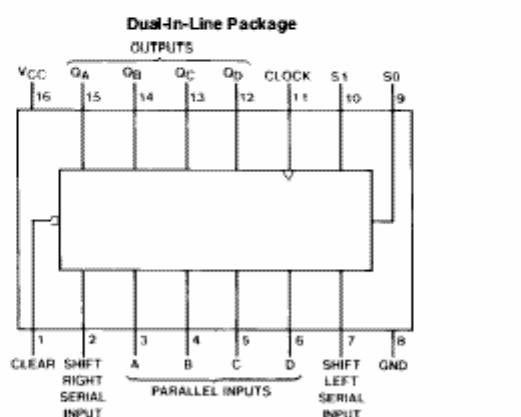 Dual-In-Line Package
OUTPUTS
VCC QA QB QC QD CLOCK S1 S0
16 15 14 13 12 11 10 9
1 2 3 4 5 6 7 8
CLEAR SHIFT RIGHT SERIAL INPUT A B C D SHIFT LEFT SERIAL INPUT GND
PARALLEL INPUTS